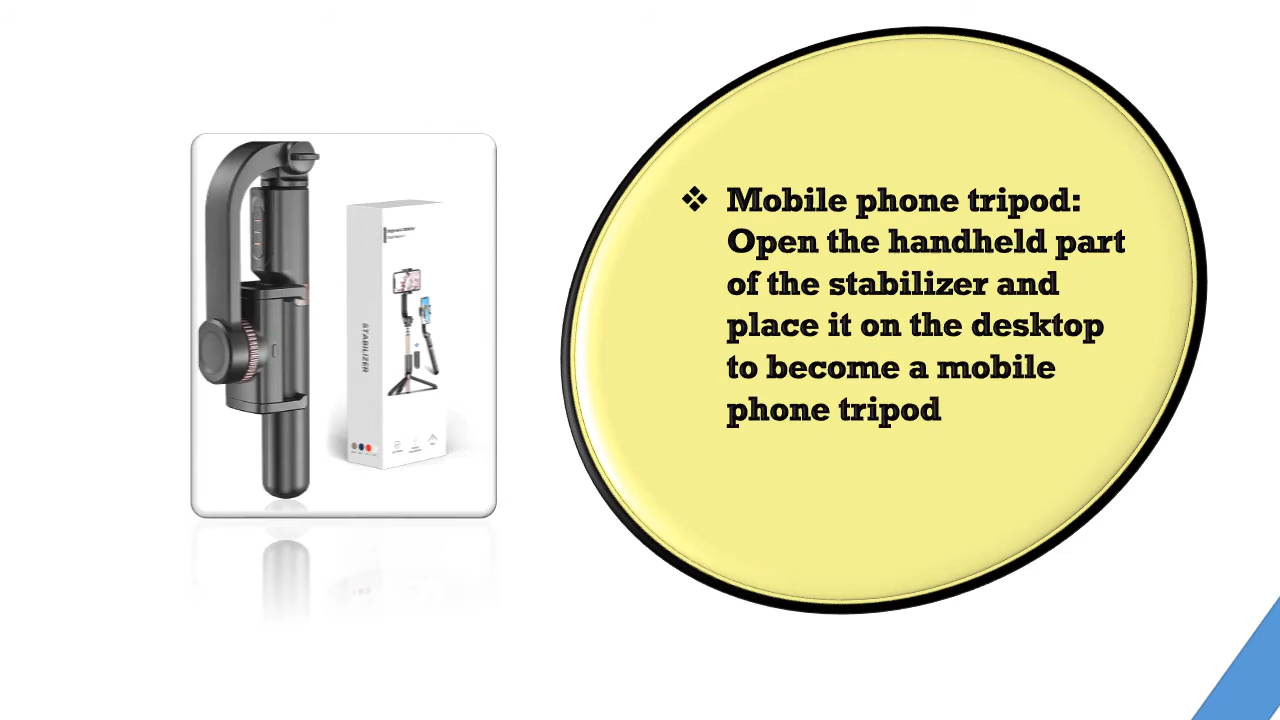 Mobile phone tripod:
Open the handheld part
of the stabilizer and
place it on the desktop
to become a mobile
phone tripod
STABILIZER